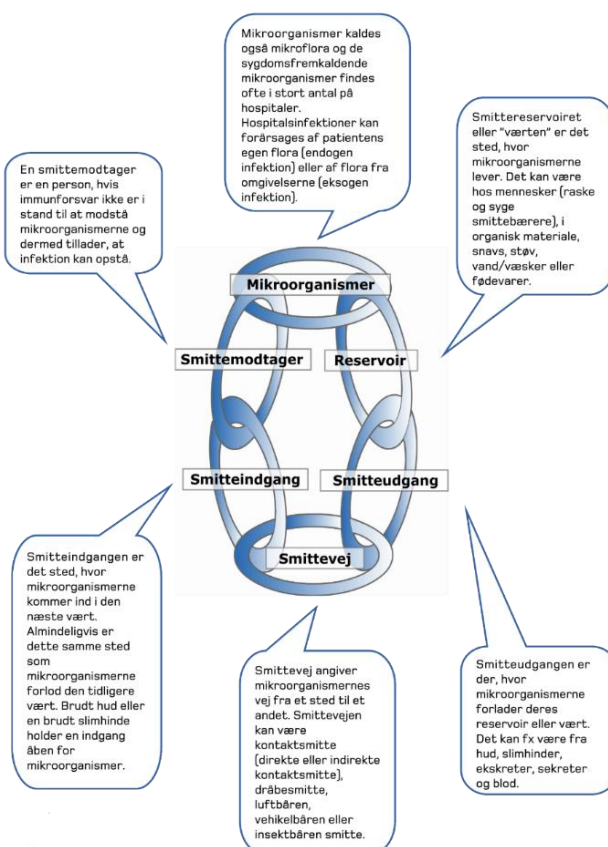 Mikroorganismer kaldes
også mikroflora og de
sygdomsfremkaldende
mikroorganismer findes
ofte i stort antal på
hospitaler.
Hospitalsinfektioner kan
forårsages af patientens
egen flora (endogen
infektion) eller af flora fra
omgivelserne (eksogen
infektion).
Smittereservoiret
eller "værten" er det
sted, hvor
mikroorganismerne
lever. Det kan være
hos mennesker (raske
og syge
smittebærere), i
organisk materiale,
snavs, støv,
vand/væsker eller
fødevarer.
En smittemodtager
er en person, hvis
immunforsvar ikke er i
stand til at modstå
mikroorganismerne og
dermed tillader, at
infektion kan opstå.
Mikroorganismer
Smittemodtager
Reservoir
Smitteindgang
Smitteudgang
Smittevej
Smitteindgangen er
det sted, hvor
mikroorganismerne
kommer ind i den
næste vært.
Almindeligvis er
dette samme sted
som
mikroorganismerne
forlod den tidligere
vært. Brudt hud eller
en brudt slimhinde
holder en indgang
åben for
mikroorganismer.
Smittevej angiver
mikroorganismernes
vej fra et sted til et
andet. Smittevejen
kan være
kontaktsmitte
(direkte eller indirekte
kontaktsmitte),
dråbesmitte,
luftbåren,
vehikelbåren eller
insektbåren smitte.
Smitteudgangen er
der, hvor
mikroorganismerne
forlader deres
reservoir eller vært.
Det kan fx være fra
hud, slimhinder,
ekskreter, sekreter
og blod.